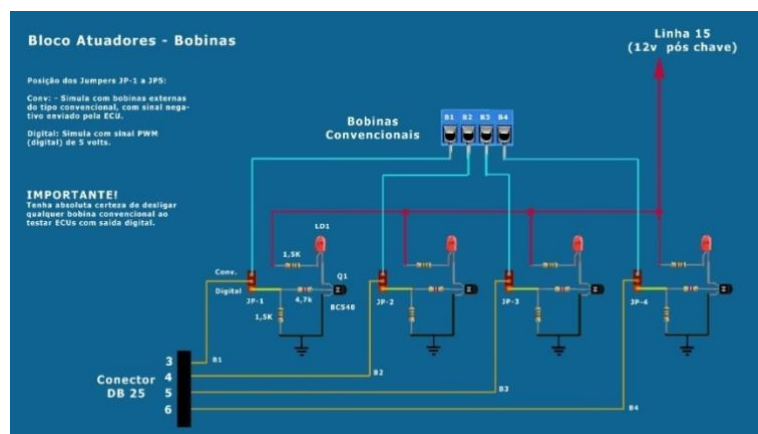 Bloco Atuadores - Bobinas
Linha 15
(12v pós chave)
Posição dos Jumpers JP-1 a JP5:
Conv: - Simula com bobinas externas
do tipo convencional, com sinal nega-
tivo enviado pela ECU.
Digital: Simula com sinal PWM
(digital) de 5 volts.
IMPORTANTE!
Tenha absoluta certeza de desligar
qualquer bobina convencional ao
testar ECUs com saída digital.
Bobinas
Convencionais
B1 B2 B3 B4
LD1
1,5K
Conv.
Q1
Digital
JP-1
4,7k
BC548
JP-2
JP-3
JP-4
1,5K
Conector
DB 25
3
4
5
6
B1
B2
B3
B4